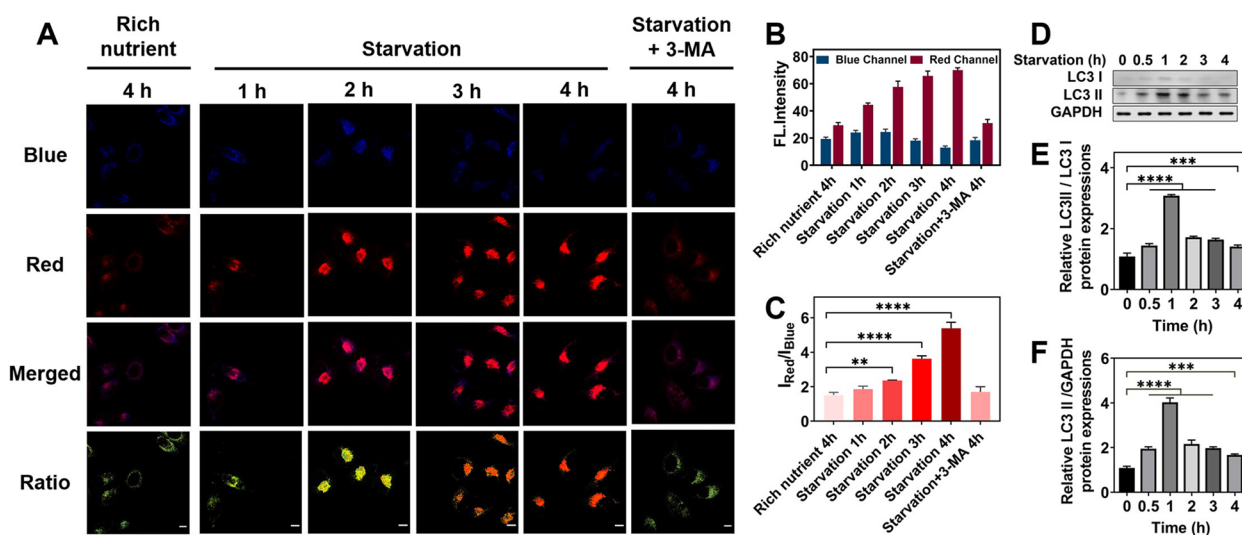 A
Rich nutrient
Starvation
Starvation + 3-MA
4 h
1 h
2 h
3 h
4 h
4 h
Blue
Red
Merged
Ratio
B
Blue Channel
Red Channel
FL.Intensity
80
60
40
20
0
Rich nutrient 4h
Starvation 1h
Starvation 2h
Starvation 3h
Starvation 4h
Starvation+3-MA 4h
C
****
****
**
I Red/I Blue
6
4
2
0
Rich nutrient 4h
Starvation 1h
Starvation 2h
Starvation 3h
Starvation 4h
Starvation+3-MA 4h
D
Starvation (h) 0 0.5 1 2 3 4
LC3 I
LC3 II
GAPDH
E
***
****
Relative LC3II / LC3 I
protein expressions
4
2
0
0 0.5 1 2 3 4
Time (h)
F
***
****
Relative LC3 II /GAPDH
protein expressions
6
4
2
0
0 0.5 1 2 3 4
Time (h)